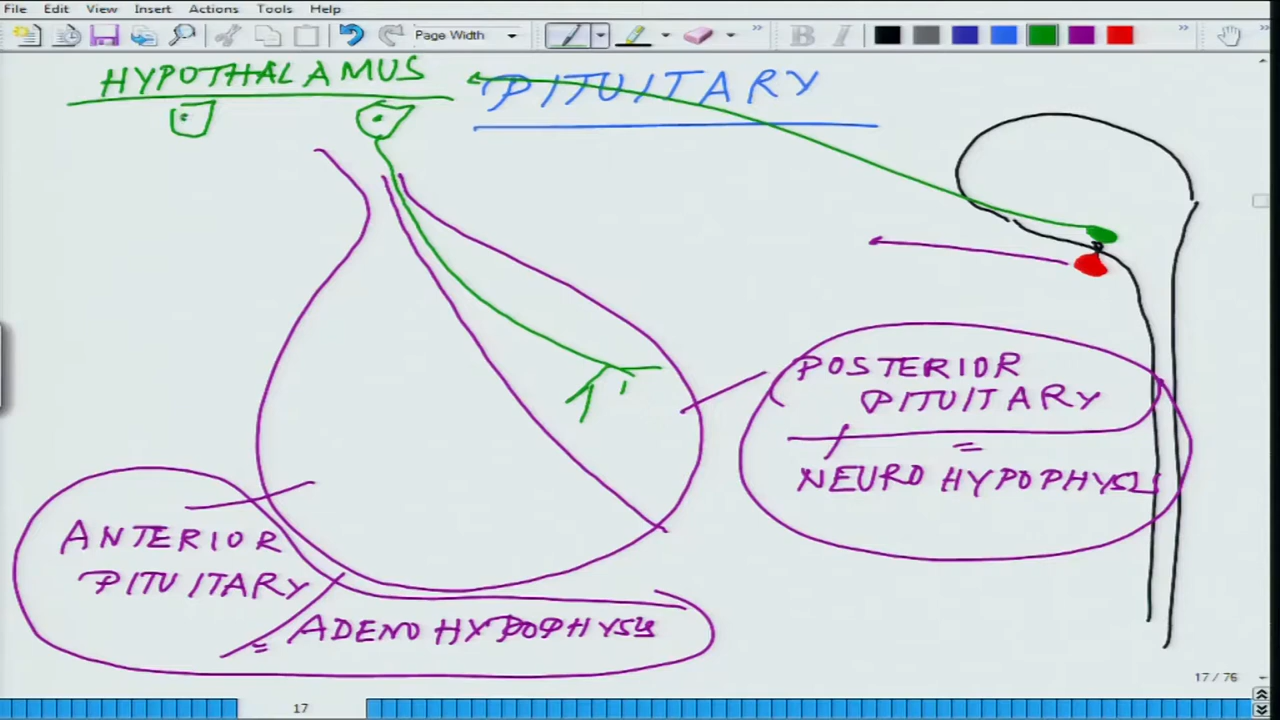 File Edit View Insert Actions Tools Help
Page Width
HYPOTHALAMUS
PITUITARY
POSTERIOR
PITUITARY
=
NEURO HYPOPHYSIS
ANTERIOR
PITUITARY
= ADENO HYPOPHYSIS
17 / 76
17